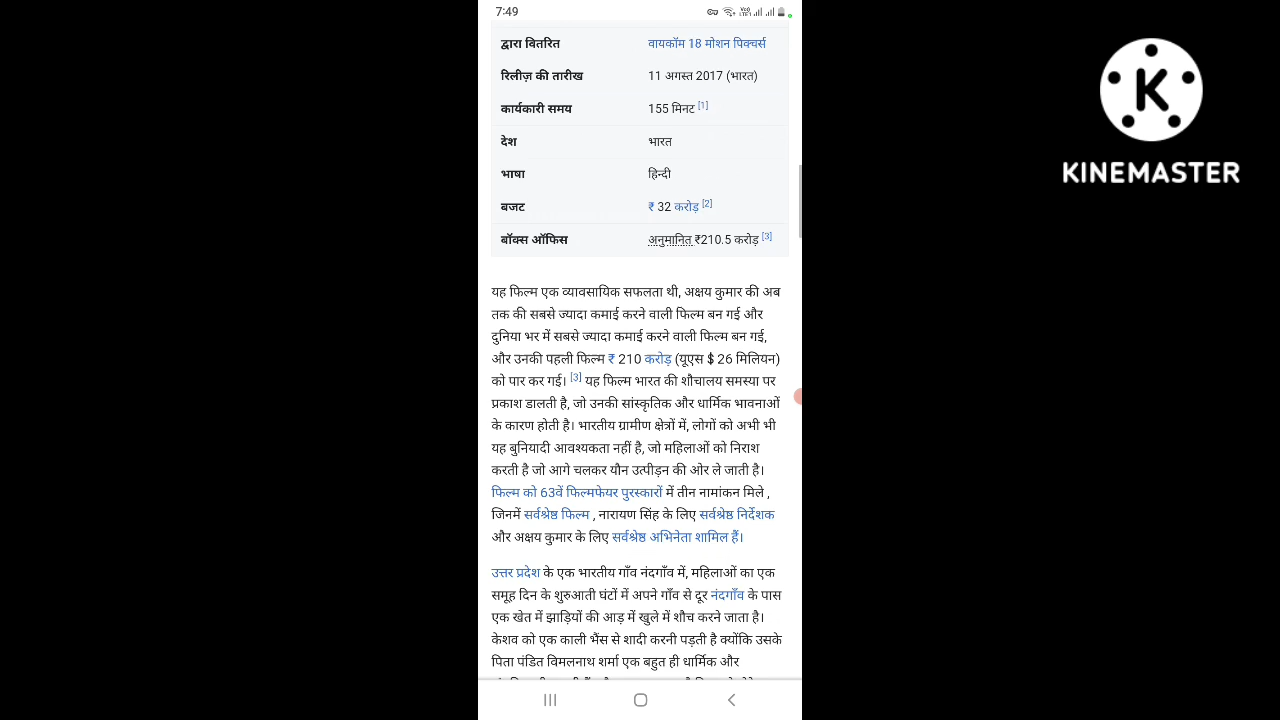 7:49
द्वारा वितरित वायकॉम 18 मोशन पिक्चर्स
रिलीज़ की तारीख 11 अगस्त 2017 (भारत)
कार्यकारी समय 155 मिनट [1]
देश भारत
भाषा हिन्दी
बजट ₹ 32 करोड़ [2]
बॉक्स ऑफिस अनुमानित ₹210.5 करोड़ [3]
यह फिल्म एक व्यावसायिक सफलता थी, अक्षय कुमार की अब
तक की सबसे ज्यादा कमाई करने वाली फिल्म बन गई और
दुनिया भर में सबसे ज्यादा कमाई करने वाली फिल्म बन गई,
और उनकी पहली फिल्म ₹ 210 करोड़ (यूएस $ 26 मिलियन)
को पार कर गई। [3] यह फिल्म भारत की शौचालय समस्या पर
प्रकाश डालती है, जो उनकी सांस्कृतिक और धार्मिक भावनाओं
के कारण होती है। भारतीय ग्रामीण क्षेत्रों में, लोगों को अभी भी
यह बुनियादी आवश्यकता नहीं है, जो महिलाओं को निराश
करती है जो आगे चलकर यौन उत्पीड़न की ओर ले जाती है।
फिल्म को 63वें फिल्मफेयर पुरस्कारों में तीन नामांकन मिले ,
जिनमें सर्वश्रेष्ठ फिल्म , नारायण सिंह के लिए सर्वश्रेष्ठ निर्देशक
और अक्षय कुमार के लिए सर्वश्रेष्ठ अभिनेता शामिल हैं।
उत्तर प्रदेश के एक भारतीय गाँव नंदगाँव में, महिलाओं का एक
समूह दिन के शुरुआती घंटों में अपने गाँव से दूर नंदगाँव के पास
एक खेत में झाड़ियों की आड़ में खुले में शौच करने जाता है।
केशव को एक काली भैंस से शादी करनी पड़ती है क्योंकि उसके
पिता पंडित विमलनाथ शर्मा एक बहुत ही धार्मिक और
KINEMASTER